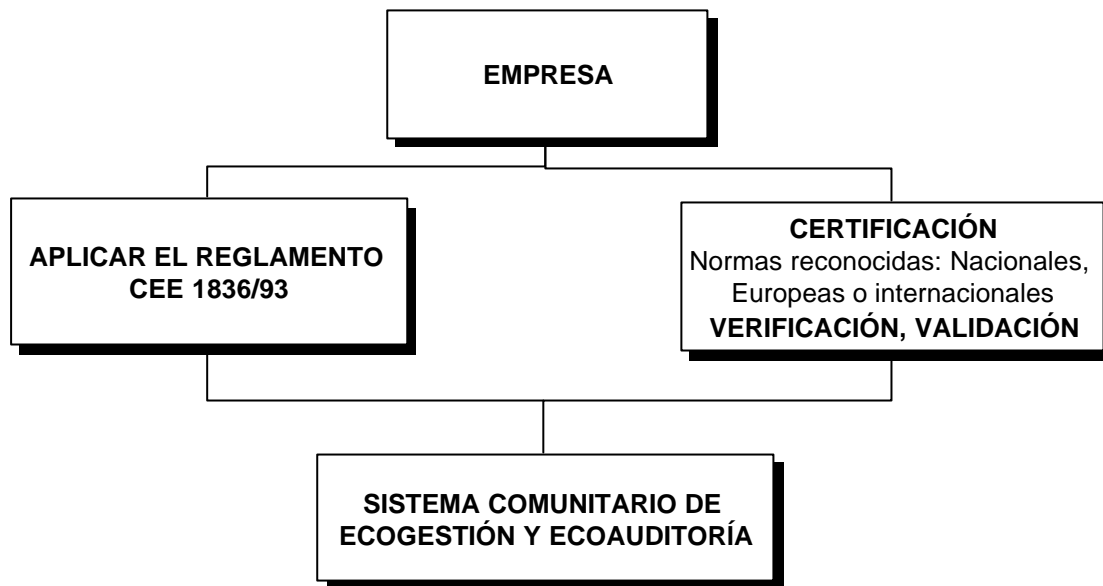 EMPRESA
APLICAR EL REGLAMENTO
CEE 1836/93
CERTIFICACIÓN
Normas reconocidas: Nacionales,
Europeas o internacionales
VERIFICACIÓN, VALIDACIÓN
SISTEMA COMUNITARIO DE
ECOGESTIÓN Y ECOAUDITORÍA